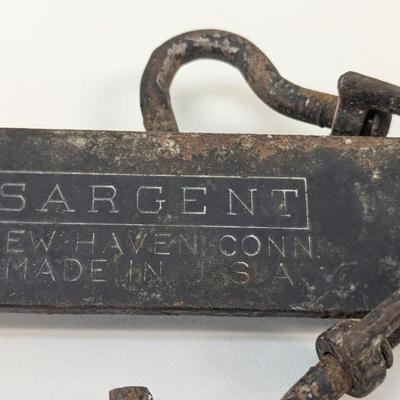 SARGENT
EW HAVEN CONN.
MADE IN U.S.A.